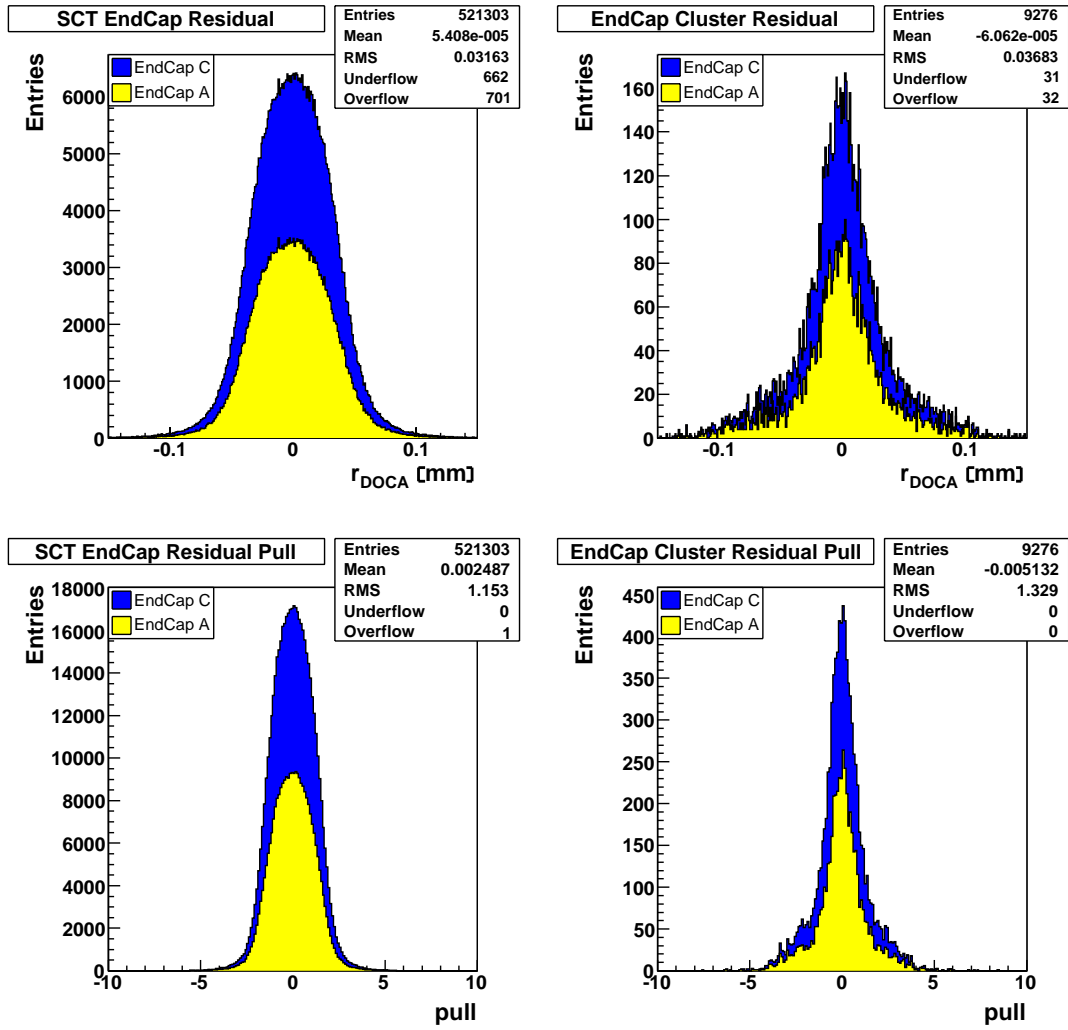 SCT EndCap Residual
Entries 521303
Mean 5.408e-005
RMS 0.03163
Underflow 662
Overflow 701
EndCap C
EndCap A
Entries
6000
5000
4000
3000
2000
1000
0
-0.1 0 0.1
r_DOCA [mm]
EndCap Cluster Residual
Entries 9276
Mean -6.062e-005
RMS 0.03683
Underflow 31
Overflow 32
EndCap C
EndCap A
Entries
160
140
120
100
80
60
40
20
0
-0.1 0 0.1
r_DOCA [mm]
SCT EndCap Residual Pull
Entries 521303
Mean 0.002487
RMS 1.153
Underflow 0
Overflow 1
EndCap C
EndCap A
Entries
18000
16000
14000
12000
10000
8000
6000
4000
2000
0
-10 -5 0 5 10
pull
EndCap Cluster Residual Pull
Entries 9276
Mean -0.005132
RMS 1.329
Underflow 0
Overflow 0
EndCap C
EndCap A
Entries
450
400
350
300
250
200
150
100
50
0
-10 -5 0 5 10
pull